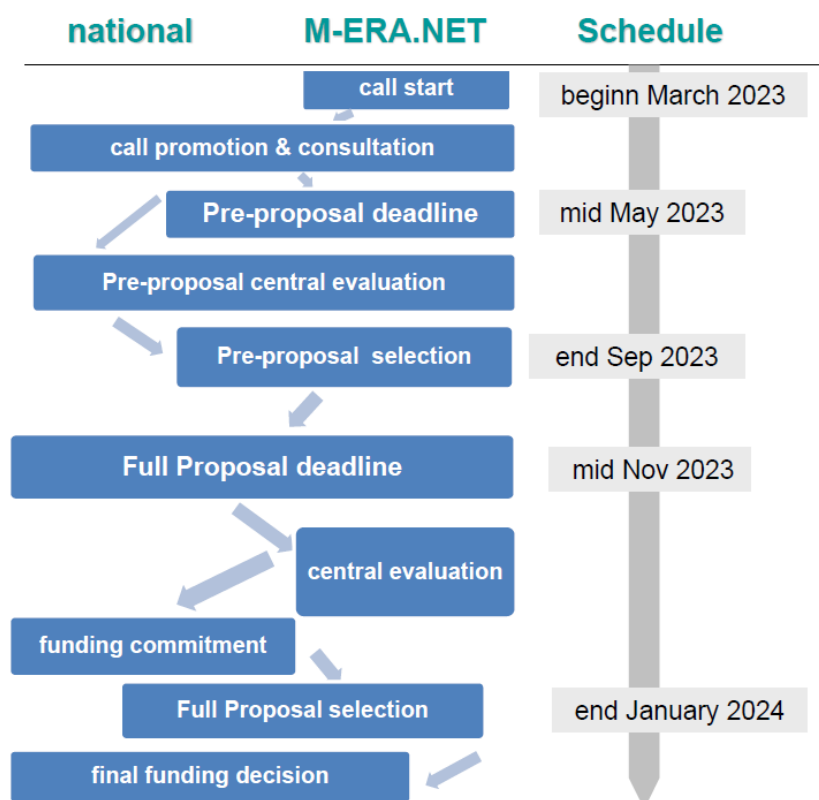 national M-ERA.NET Schedule
call start
beginn March 2023
call promotion & consultation
Pre-proposal deadline
mid May 2023
Pre-proposal central evaluation
Pre-proposal selection
end Sep 2023
Full Proposal deadline
mid Nov 2023
central evaluation
funding commitment
Full Proposal selection
end January 2024
final funding decision